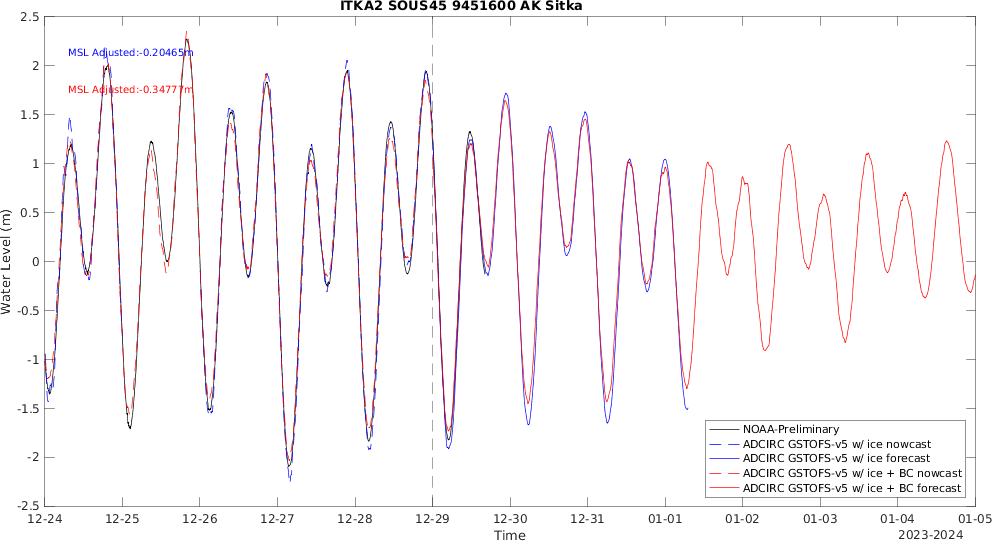 ITKA2 SOUS45 9451600 AK Sitka
2.5
2
1.5
1
0.5
0
-0.5
-1
-1.5
-2
-2.5
Water Level (m)
MSL Adjusted:-0.20465m
MSL Adjusted:-0.34777m
NOAA-Preliminary
ADCIRC GSTOFS-v5 w/ ice nowcast
ADCIRC GSTOFS-v5 w/ ice forecast
ADCIRC GSTOFS-v5 w/ ice + BC nowcast
ADCIRC GSTOFS-v5 w/ ice + BC forecast
12-24 12-25 12-26 12-27 12-28 12-29 12-30 12-31 01-01 01-02 01-03 01-04 01-05
Time
2023-2024